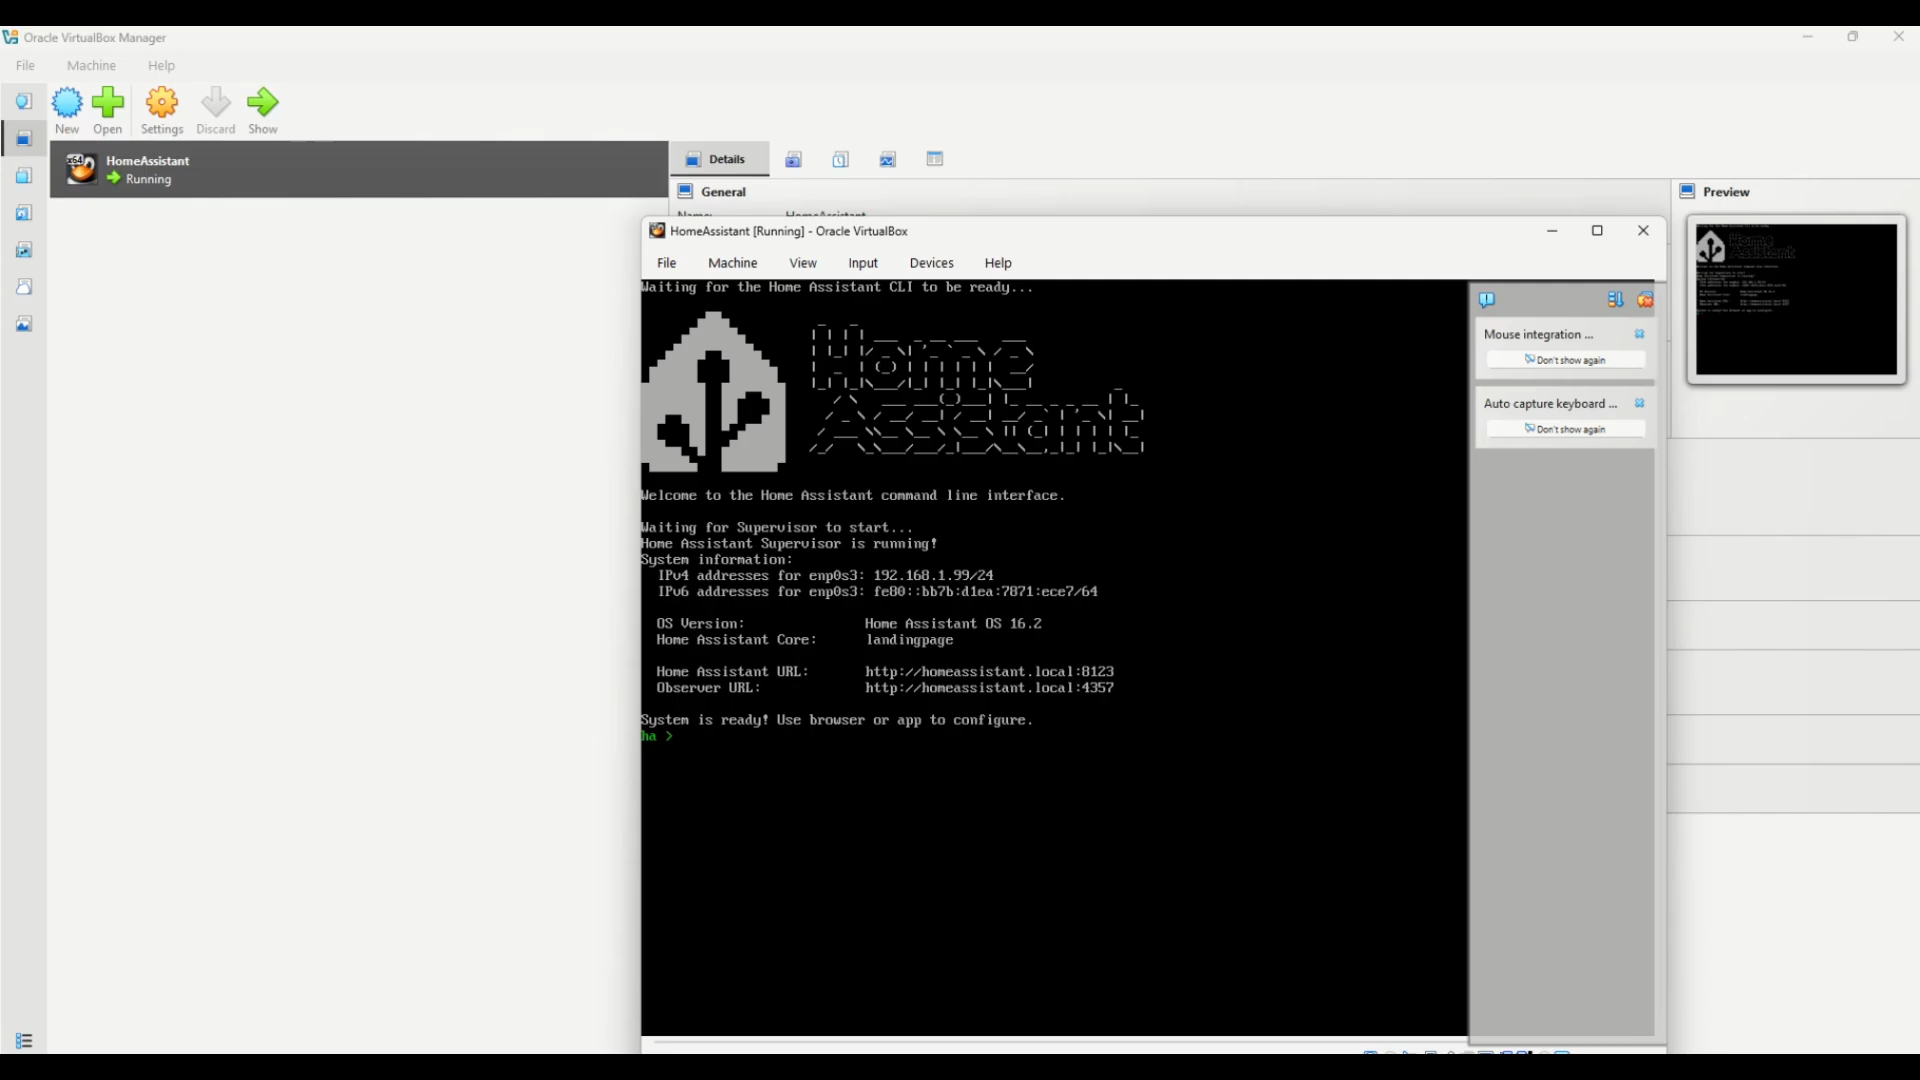 Oracle VirtualBox Manager
File Machine Help
New Open Settings Discard Show
HomeAssistant
Running
Details
General
Preview
Name: HomeAssistant
HomeAssistant [Running] - Oracle VirtualBox
File Machine View Input Devices Help
Waiting for the Home Assistant CLI to be ready...
Home
Assistant
Welcome to the Home Assistant command line interface.
Waiting for Supervisor to start...
Home Assistant Supervisor is running!
System information:
IPv4 addresses for enp0s3: 192.168.1.99/24
IPv6 addresses for enp0s3: fe80::bb7b:d1ea:7871:ece7/64
OS Version: Home Assistant OS 16.2
Home Assistant Core: landingpage
Home Assistant URL: http://homeassistant.local:8123
Observer URL: http://homeassistant.local:4357
System is ready! Use browser or app to configure.
ha >
Mouse integration ...
Don't show again
Auto capture keyboard ...
Don't show again